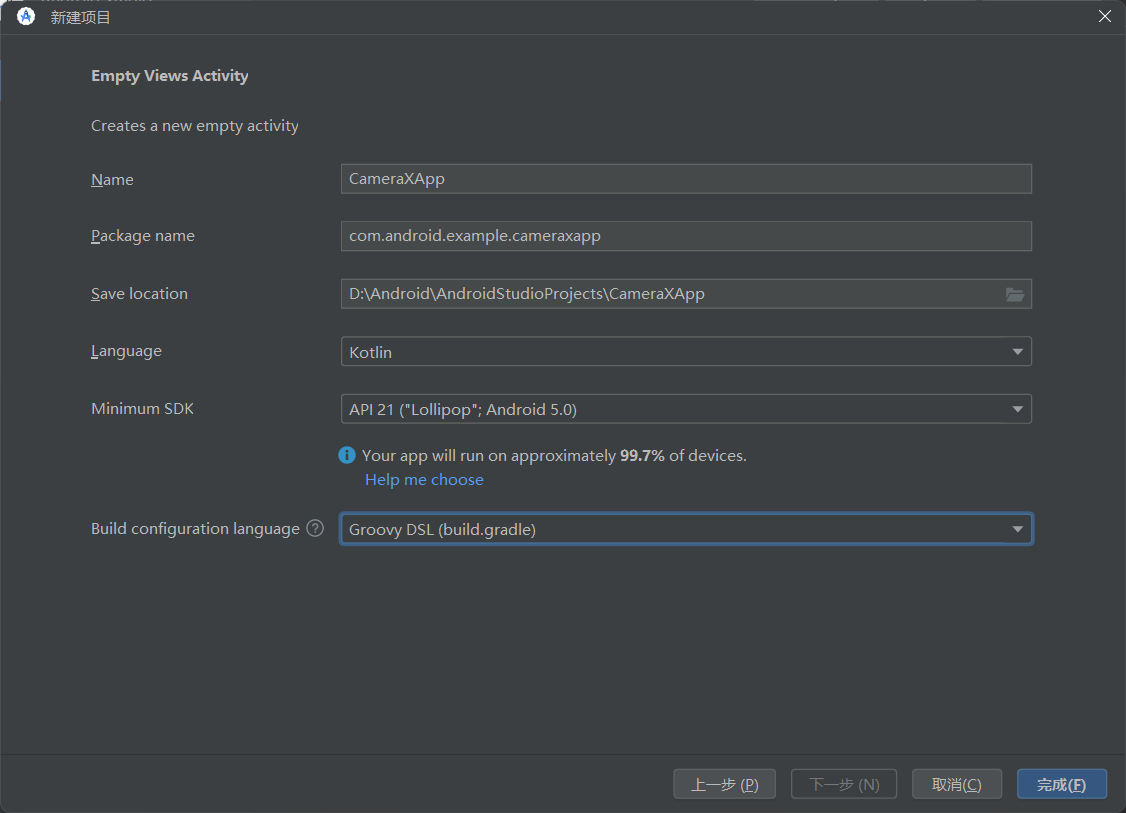 新建项目
Empty Views Activity
Creates a new empty activity
Name
CameraXApp
Package name
com.android.example.cameraxapp
Save location
D:\Android\AndroidStudioProjects\CameraXApp
Language
Kotlin
Minimum SDK
API 21 ("Lollipop"; Android 5.0)
Your app will run on approximately 99.7% of devices.
Help me choose
Build configuration language
Groovy DSL (build.gradle)
上一步 (P)
下一步 (N)
取消(C)
完成(F)